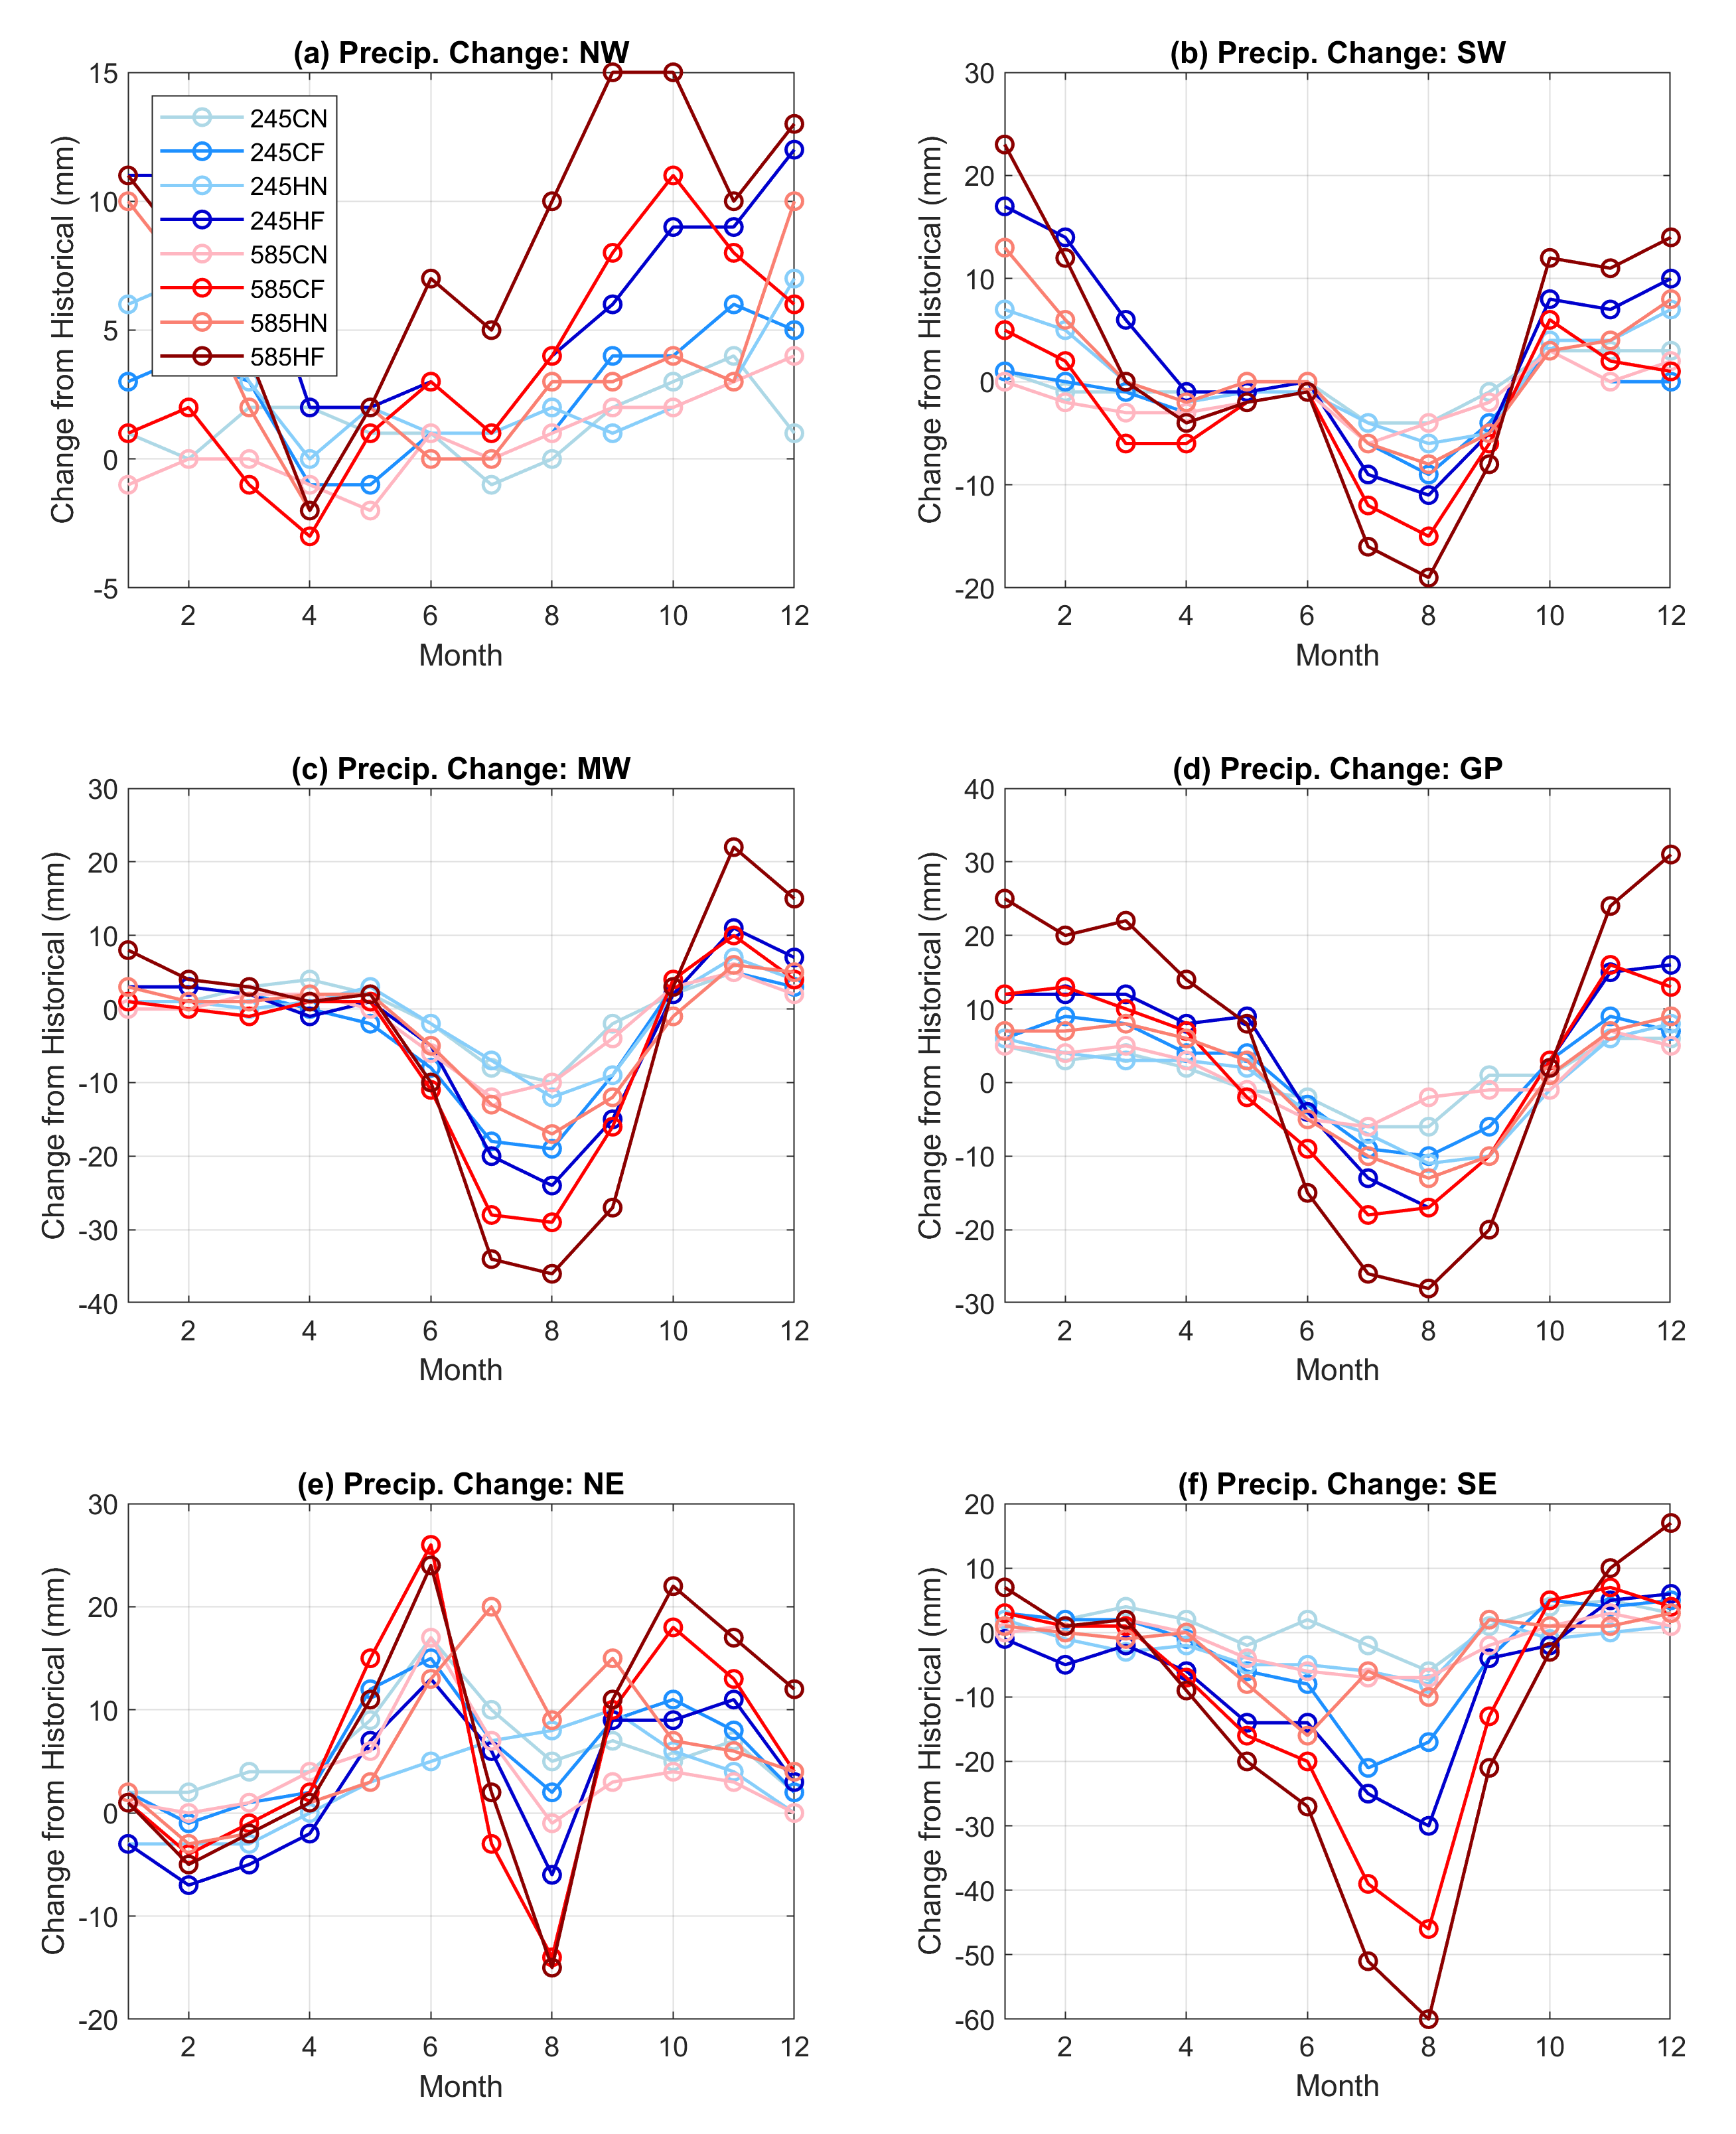 (a) Precip. Change: NW
Change from Historical (mm)
15
10
5
0
-5
245CN
245CF
245HN
245HF
585CN
585CF
585HN
585HF
2 4 6 8 10 12
Month
(b) Precip. Change: SW
Change from Historical (mm)
30
20
10
0
-10
-20
2 4 6 8 10 12
Month
(c) Precip. Change: MW
Change from Historical (mm)
30
20
10
0
-10
-20
-30
-40
2 4 6 8 10 12
Month
(d) Precip. Change: GP
Change from Historical (mm)
40
30
20
10
0
-10
-20
-30
2 4 6 8 10 12
Month
(e) Precip. Change: NE
Change from Historical (mm)
30
20
10
0
-10
-20
2 4 6 8 10 12
Month
(f) Precip. Change: SE
Change from Historical (mm)
20
10
0
-10
-20
-30
-40
-50
-60
2 4 6 8 10 12
Month